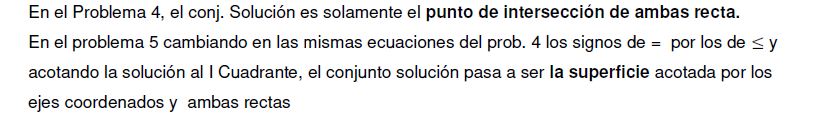 En el Problema 4, el conj. Solución es solamente el punto de intersección de ambas recta.
En el problema 5 cambiando en las mismas ecuaciones del prob. 4 los signos de = por los de ≤ y
acotando la solución al I Cuadrante, el conjunto solución pasa a ser la superficie acotada por los
ejes coordenados y ambas rectas